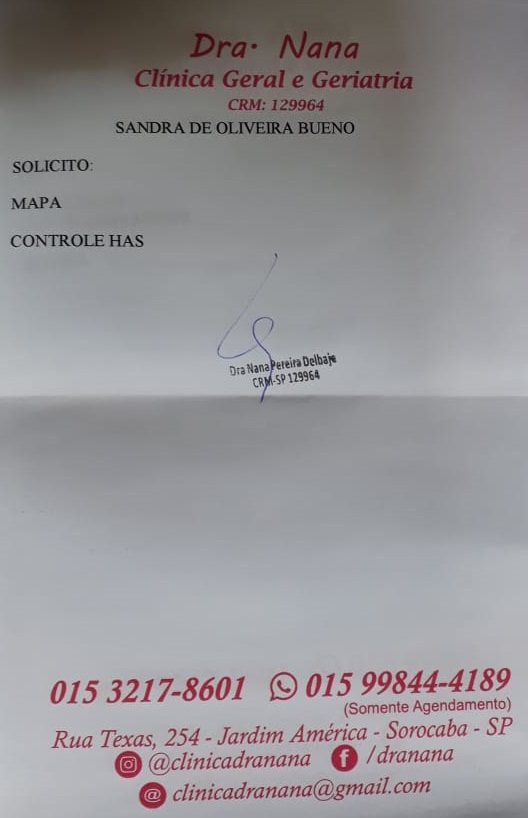 Dra. Nana
Clínica Geral e Geriatria
CRM: 129964
SANDRA DE OLIVEIRA BUENO
SOLICITO:
MAPA
CONTROLE HAS
Dra Nana Pereira Delbaje
CRM-SP 129964
015 3217-8601 015 99844-4189
(Somente Agendamento)
Rua Texas, 254 - Jardim América - Sorocaba - SP
@clinicadranana f /dranana
@ clinicadranana@gmail.com